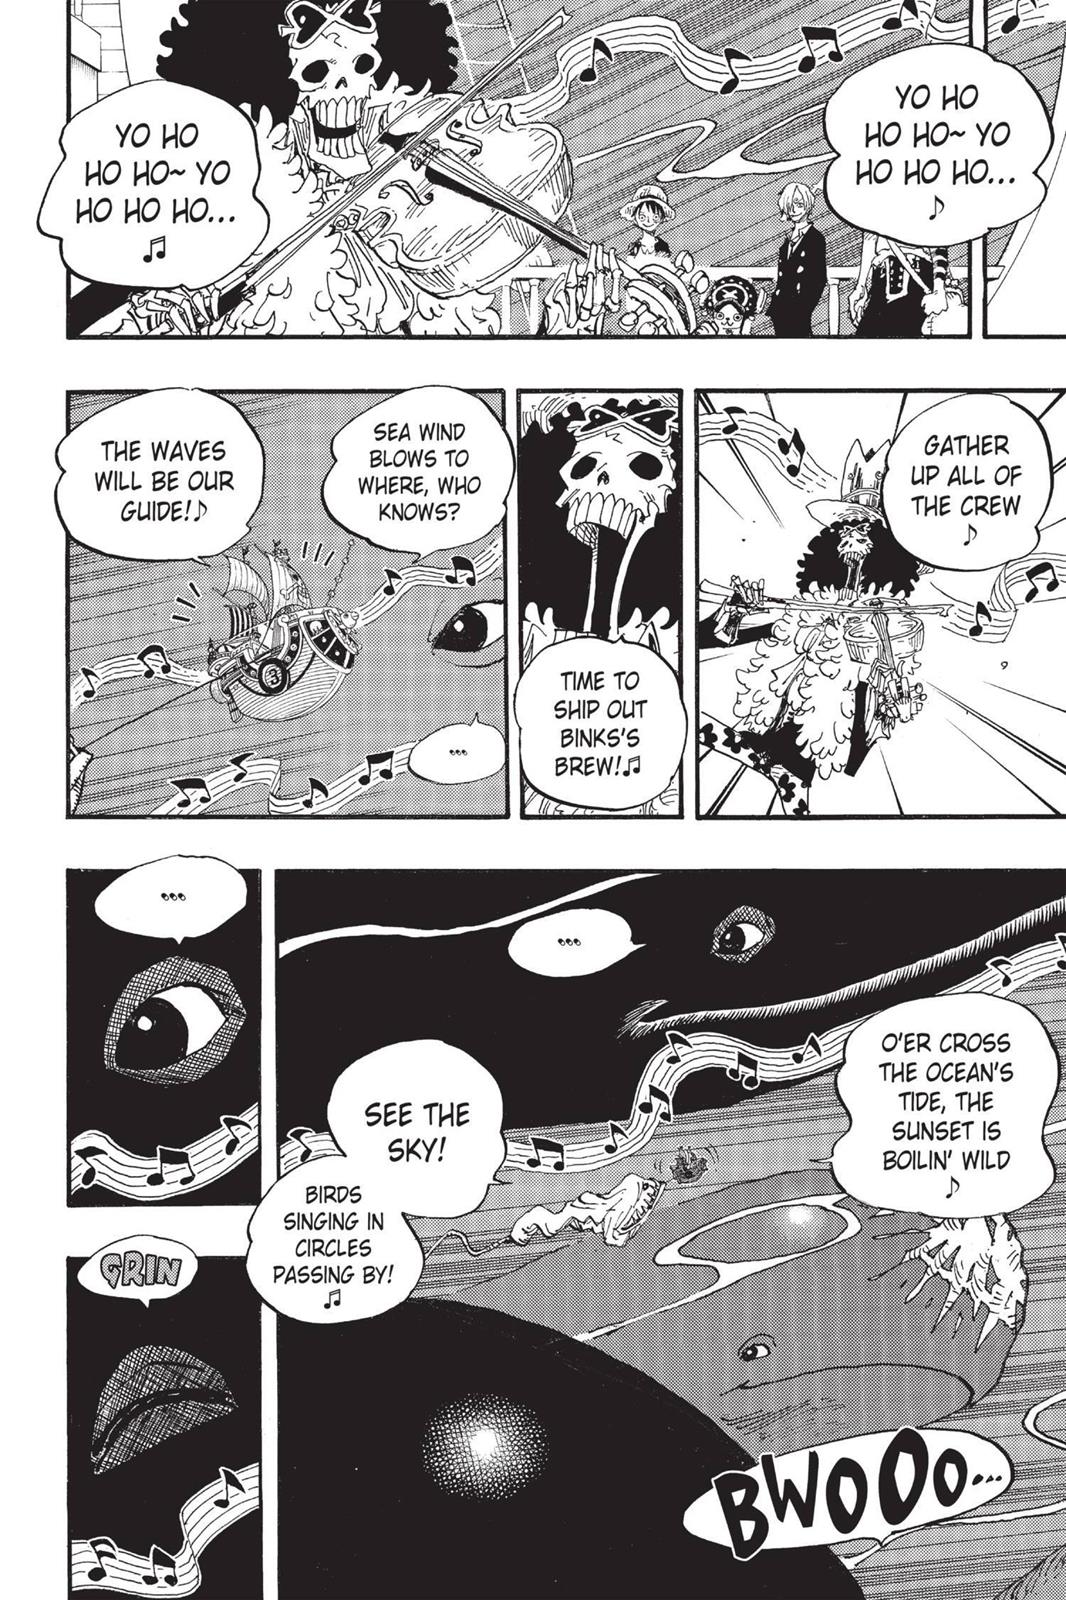 YO HO
HO HO~ YO
HO HO HO...
♪
YO HO
HO HO~ YO
HO HO HO...
♫
GATHER
UP ALL OF
THE CREW
♪
TIME TO
SHIP OUT
BINKS'S
BREW!♫
SEA WIND
BLOWS TO
WHERE, WHO
KNOWS?
THE WAVES
WILL BE OUR
GUIDE!♪
3
...
O'ER CROSS
THE OCEAN'S
TIDE, THE
SUNSET IS
BOILIN' WILD
♪
...
SEE THE
SKY!
BIRDS
SINGING IN
CIRCLES
PASSING BY!
♫
BWOOO...
...
GRIN